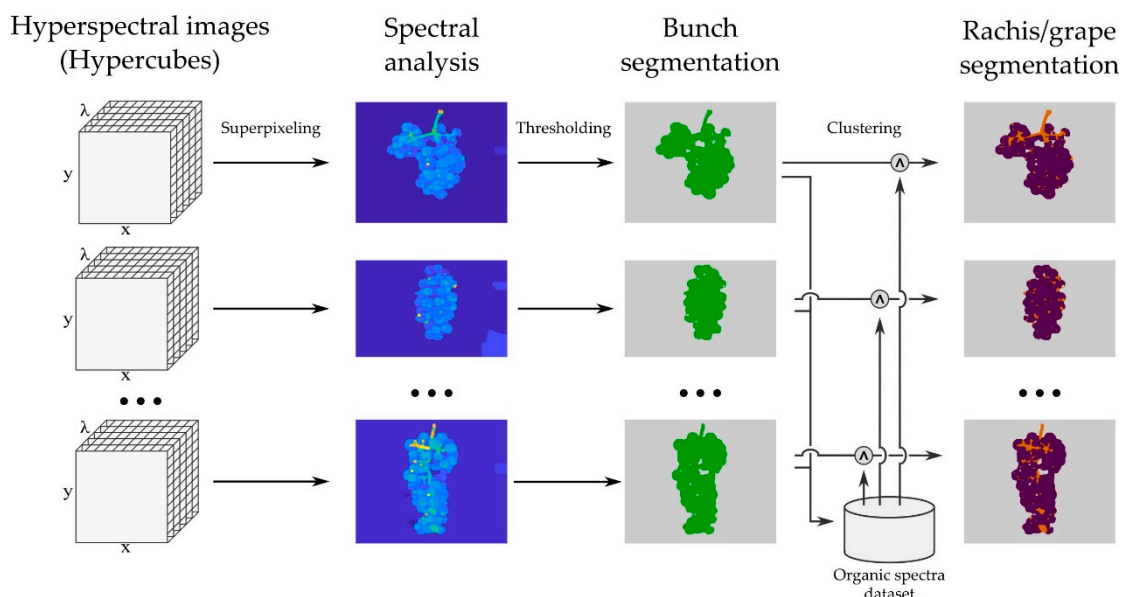 Hyperspectral images
(Hypercubes)
Spectral
analysis
Bunch
segmentation
Rachis/grape
segmentation
λ
y
x
Superpixeling
Thresholding
Clustering
Λ
λ
y
x
Λ
• • •
• • •
• • •
• • •
λ
y
x
Λ
Organic spectra
dataset